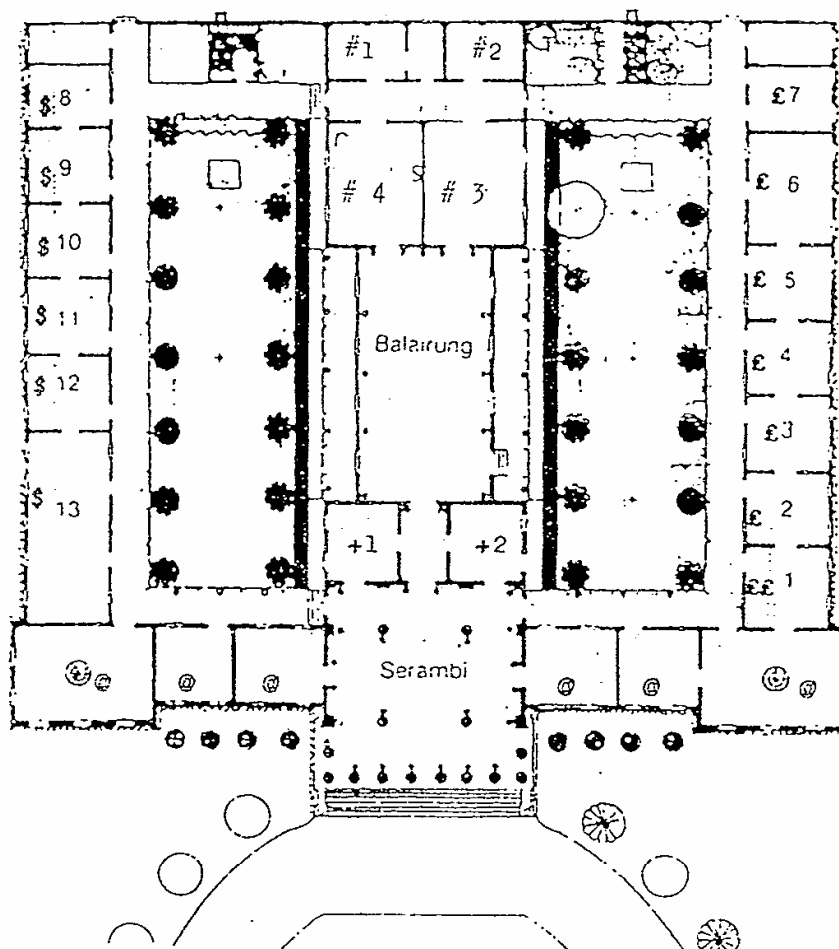 #1 #2
$ 8 £7
$ 9 # 4 S # 3 £ 6
$ 10 £ 5
$ 11
Balairung £ 4
$ 12
£3
$ 13 £ 2
+1 +2
££ 1
Serambi
@ @ @ @ @ @ @ @